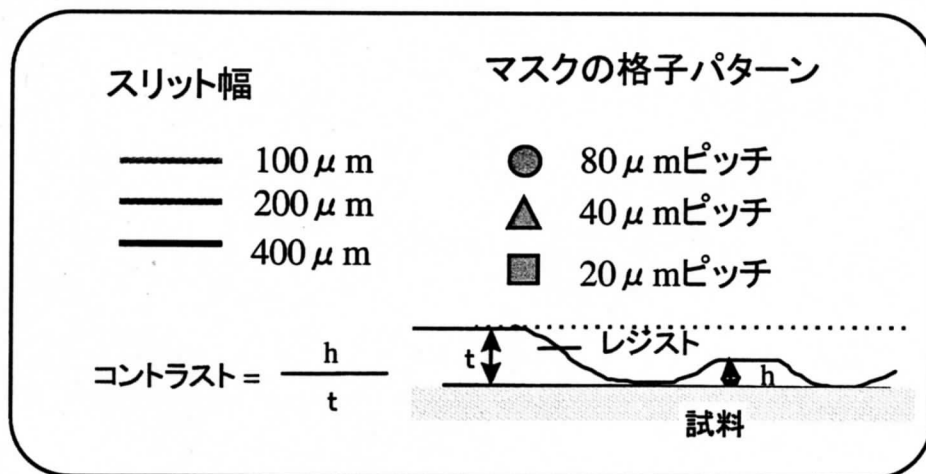 スリット幅
100μm
200μm
400μm
マスクの格子パターン
80μmピッチ
40μmピッチ
20μmピッチ
コントラスト = h
t
t
レジスト
h
試料